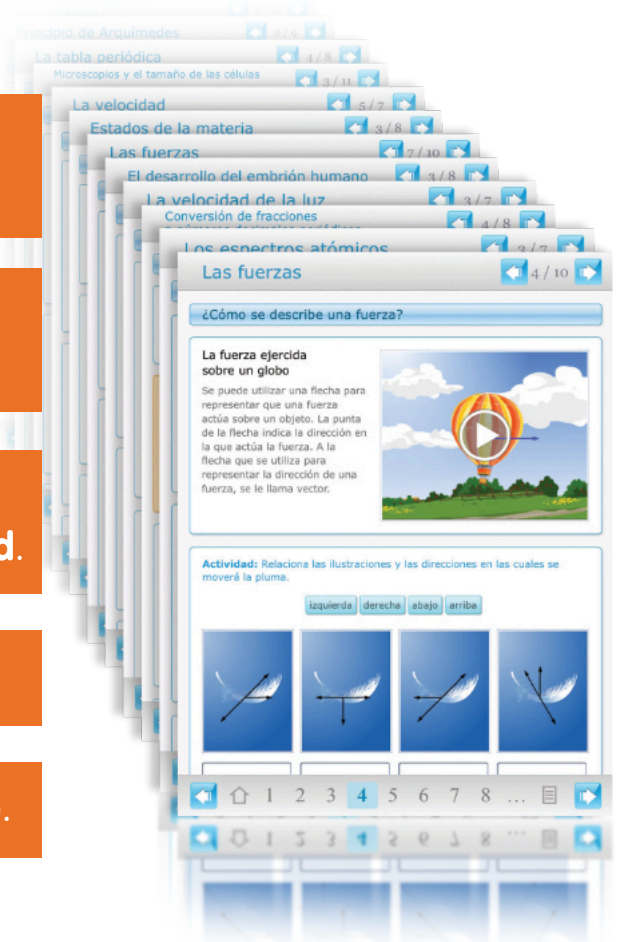 Principio de Arquímedes
2 / 9
La tabla periódica
4 / 8
Microscopios y el tamaño de las células
3 / 11
La velocidad
5 / 7
Estados de la materia
3 / 8
Las fuerzas
7 / 10
El desarrollo del embrión humano
3 / 8
La velocidad de la luz
3 / 7
Conversión de fracciones
a números decimales periódicos
4 / 8
Los espectros atómicos
3 / 7
Las fuerzas
4 / 10
¿Cómo se describe una fuerza?
La fuerza ejercida
sobre un globo
Se puede utilizar una flecha para
representar que una fuerza
actúa sobre un objeto. La punta
de la flecha indica la dirección en
la que actúa la fuerza. A la
flecha que se utiliza para
representar la dirección de una
fuerza, se le llama vector.
d.
Actividad: Relaciona las ilustraciones y las direcciones en las cuales se
moverá la pluma.
izquierda derecha abajo arriba
1 2 3 4 5 6 7 8 ...